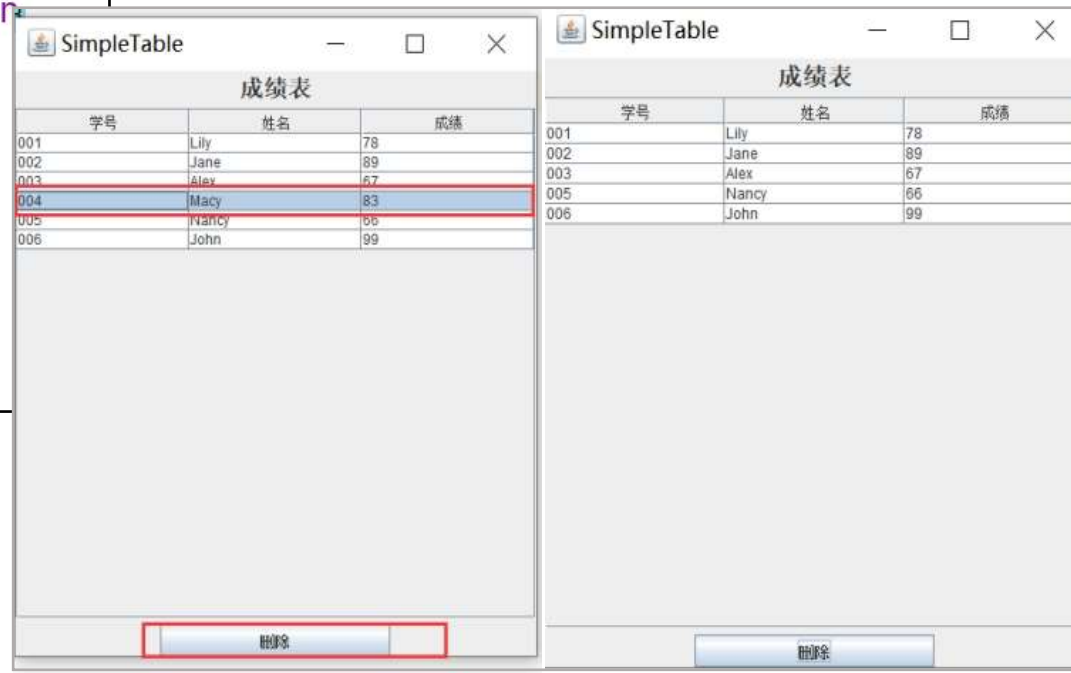 n
SimpleTable
成绩表
学号 姓名 成绩
001 Lily 78
002 Jane 89
003 Alex 67
004 Macy 83
005 Nancy 66
006 John 99
删除
SimpleTable
成绩表
学号 姓名 成绩
001 Lily 78
002 Jane 89
003 Alex 67
005 Nancy 66
006 John 99
删除